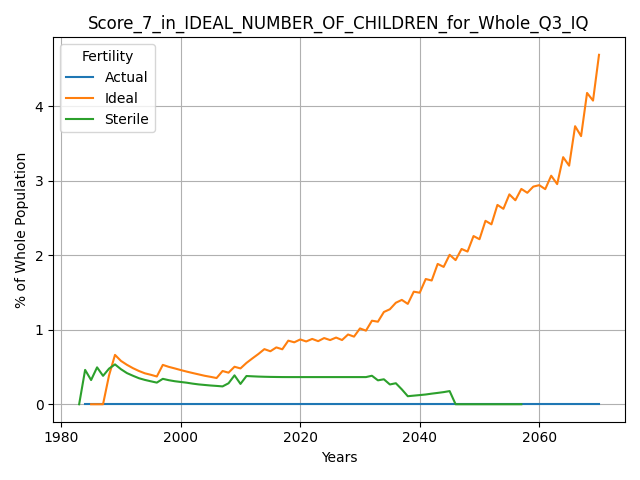 Score_7_in_IDEAL_NUMBER_OF_CHILDREN_for_Whole_Q3_IQ
Fertility
Actual
Ideal
Sterile
% of Whole Population
4
3
2
1
0
1980 2000 2020 2040 2060
Years